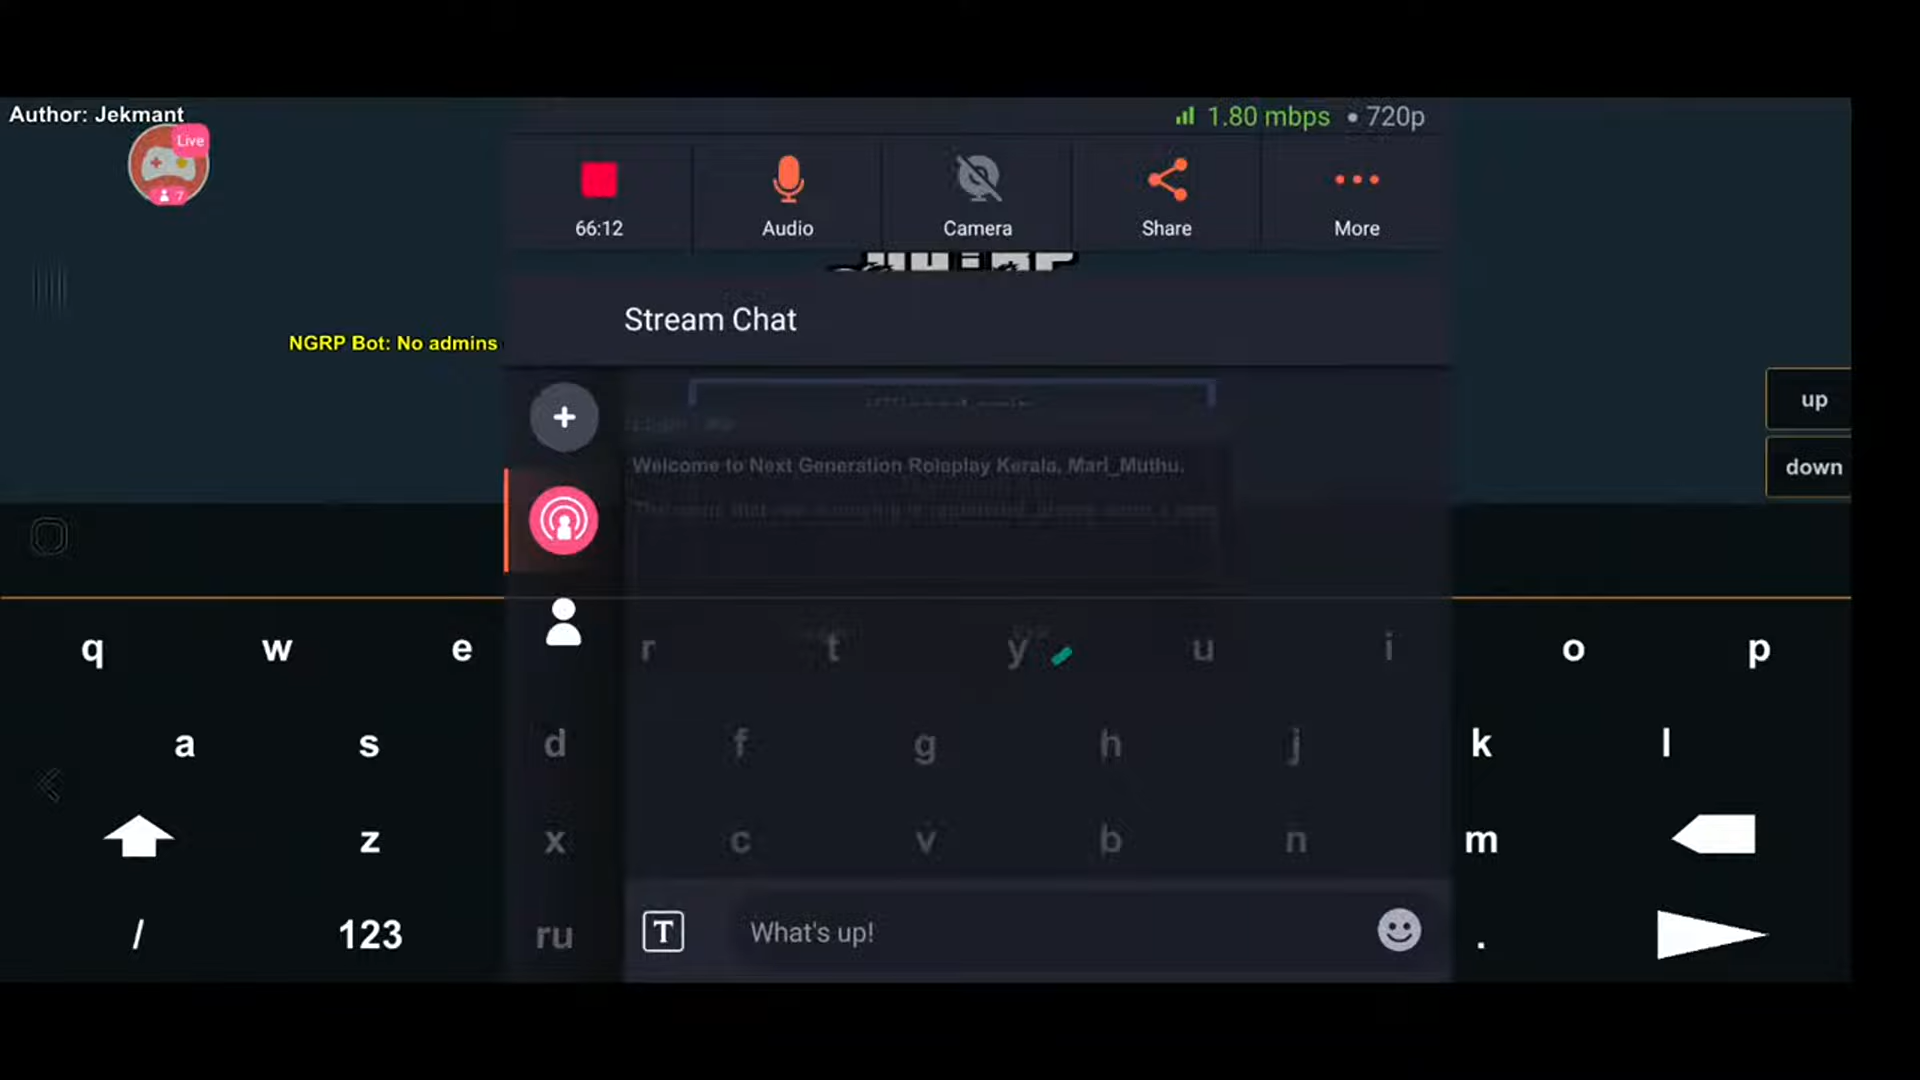 Author: Jekmant
1.80 mbps • 720p
Live
7
66:12
Audio
Camera
Share
More
Stream Chat
NGRP Bot: No admins
up
Welcome to Next Generation Roleplay Kerala, Mari_Muthu.
down
q w e r t y u i o p
a s d f g h j k l
z x c v b n m
/ 123 ru
T
What's up!
.